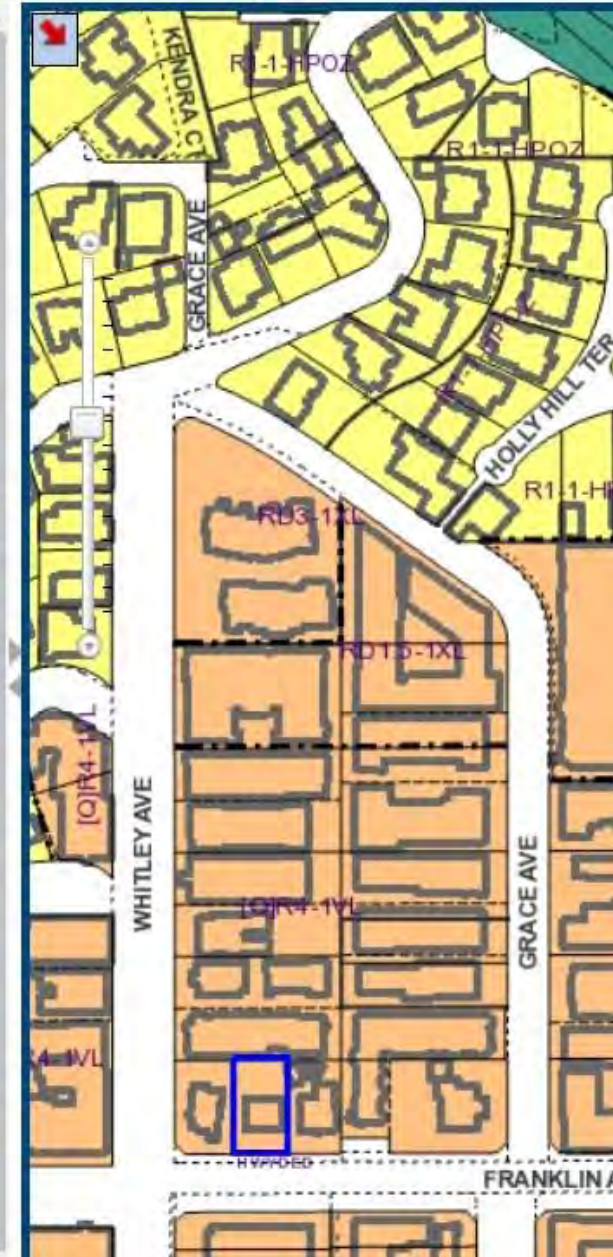 KENDRA CT
R1-1-HPOZ
R1-1-HPOZ
GRACE AVE
HOLLY HILL TER
R1-1-H
RD3-1XL
RD1.5-1XL
[Q]R4-1VL
WHITLEY AVE
[Q]R4-1VL
GRACE AVE
R4-1VL
FRANKLIN A